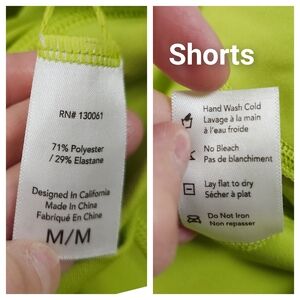 RN# 130061
71% Polyester
/ 29% Elastane
Designed In California
Made In China
Fabriqué En China
M/M
Shorts
Hand Wash Cold
Lavage à la main
à l'eau froide
No Bleach
Pas de blanchiment
Lay flat to dry
Sécher à plat
Do Not Iron
Non repasser